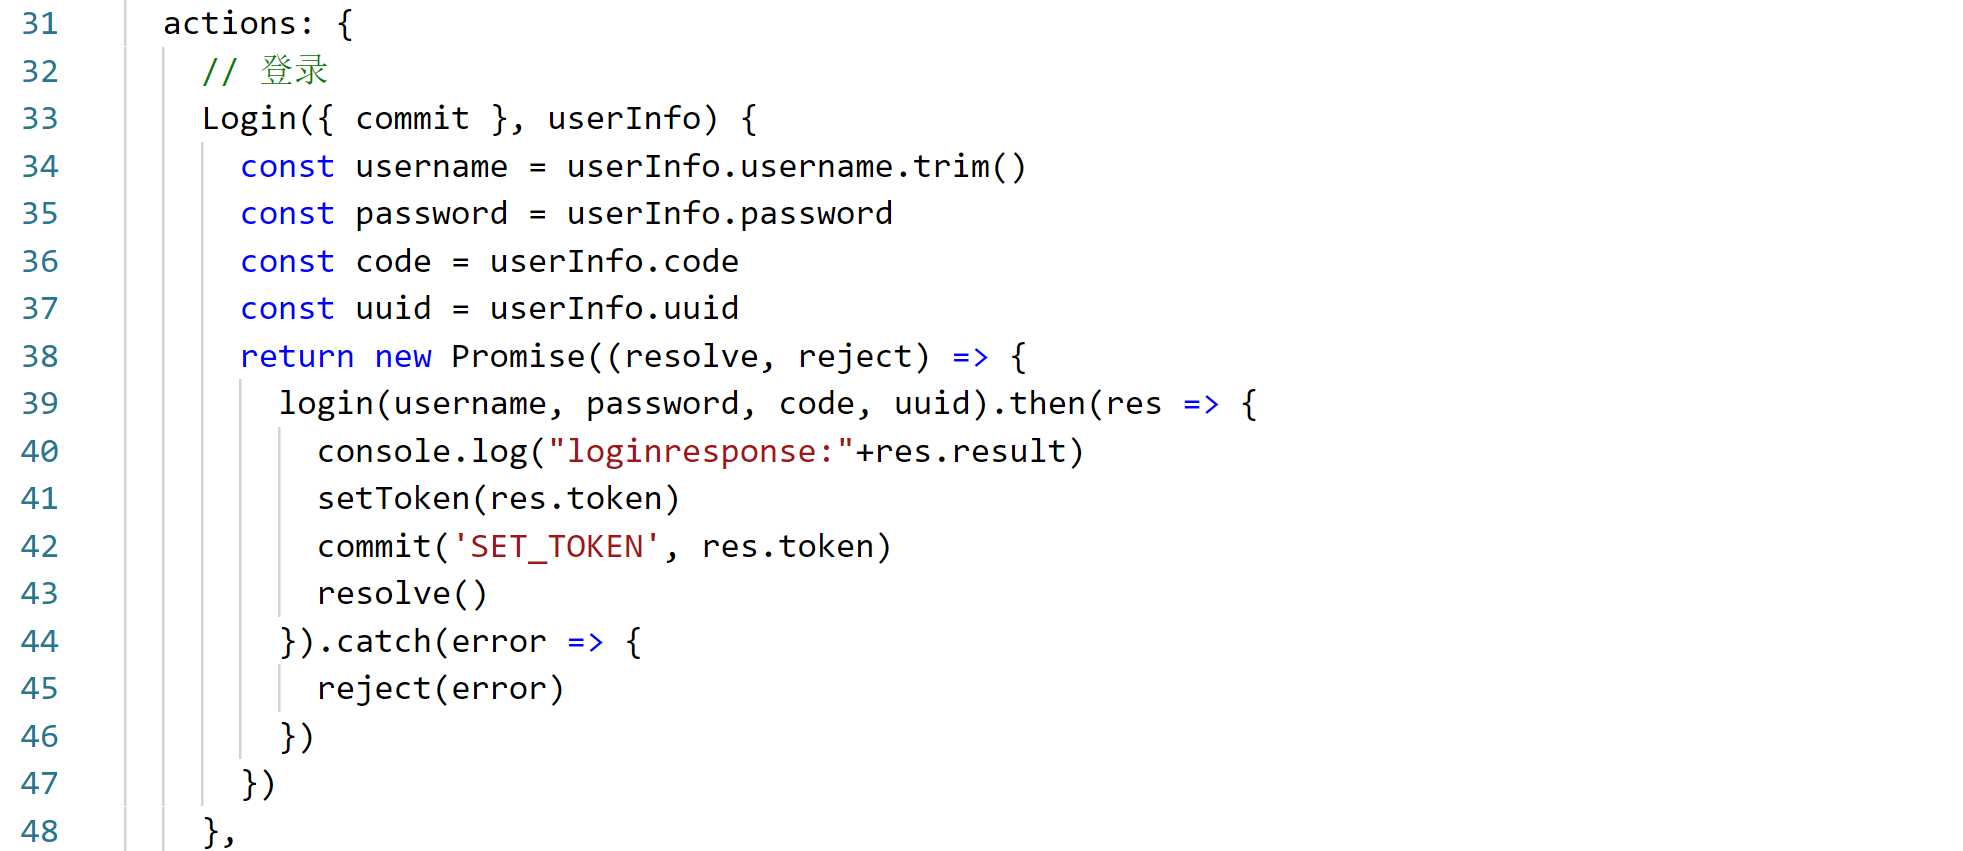 31 actions: {
32 // 登录
33 Login({ commit }, userInfo) {
34 const username = userInfo.username.trim()
35 const password = userInfo.password
36 const code = userInfo.code
37 const uuid = userInfo.uuid
38 return new Promise((resolve, reject) => {
39 login(username, password, code, uuid).then(res => {
40 console.log("loginresponse:"+res.result)
41 setToken(res.token)
42 commit('SET_TOKEN', res.token)
43 resolve()
44 }).catch(error => {
45 reject(error)
46 })
47 })
48 },